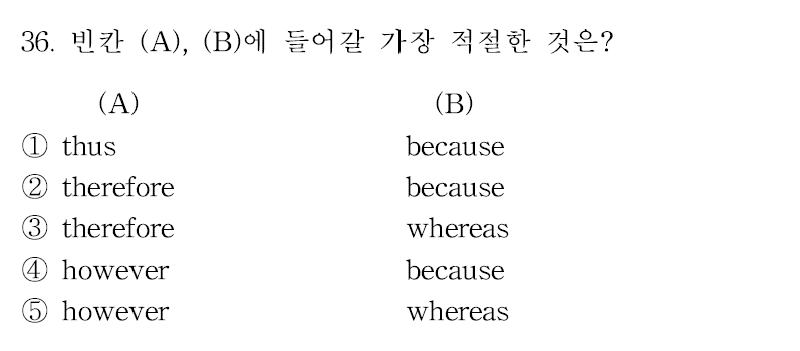 36. 빈칸 (A), (B)에 들어갈 가장 적절한 것은?
(A) (B)
① thus because
② therefore because
③ therefore whereas
④ however because
⑤ however whereas